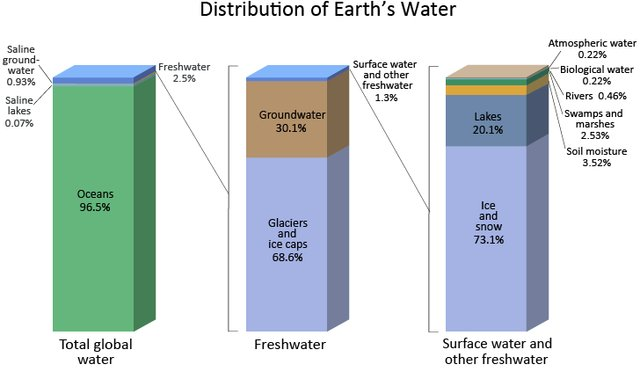 Distribution of Earth's Water
Saline
ground-
water
0.93%
Saline
lakes
0.07%
Oceans
96.5%
Freshwater
2.5%
Total global
water
Groundwater
30.1%
Glaciers
and
ice caps
68.6%
Freshwater
Surface water
and other
freshwater
1.3%
Lakes
20.1%
Ice
and
snow
73.1%
Atmospheric water
0.22%
Biological water
0.22%
Rivers 0.46%
Swamps and
marshes
2.53%
Soil moisture
3.52%
Surface water and
other freshwater